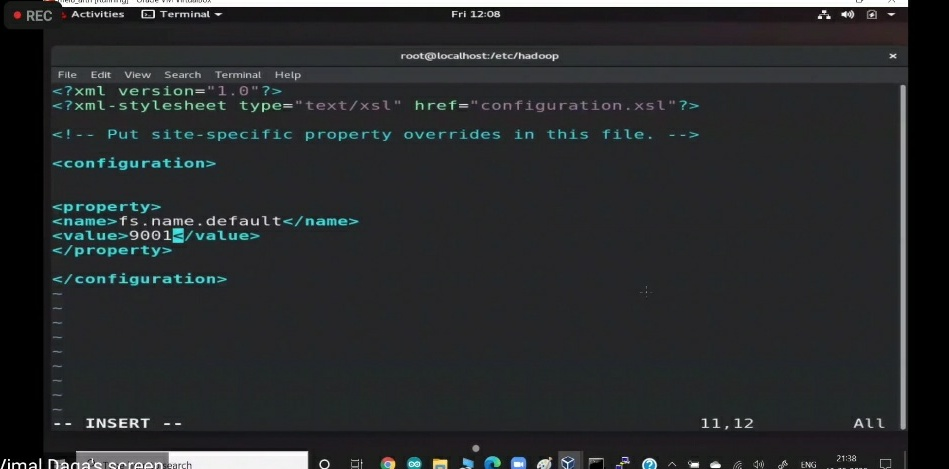 REC
Activities Terminal Fri 12:08
root@localhost:/etc/hadoop ×
File Edit View Search Terminal Help
<?xml version="1.0"?>
<?xml-stylesheet type="text/xsl" href="configuration.xsl"?>
<!-- Put site-specific property overrides in this file. -->
<configuration>
<property>
<name>fs.name.default</name>
<value>9001</value>
</property>
</configuration>
~
~
~
~
~
~
~
~
~
-- INSERT -- 11,12 All
Vimal Daga's screen earch ENG 21:38